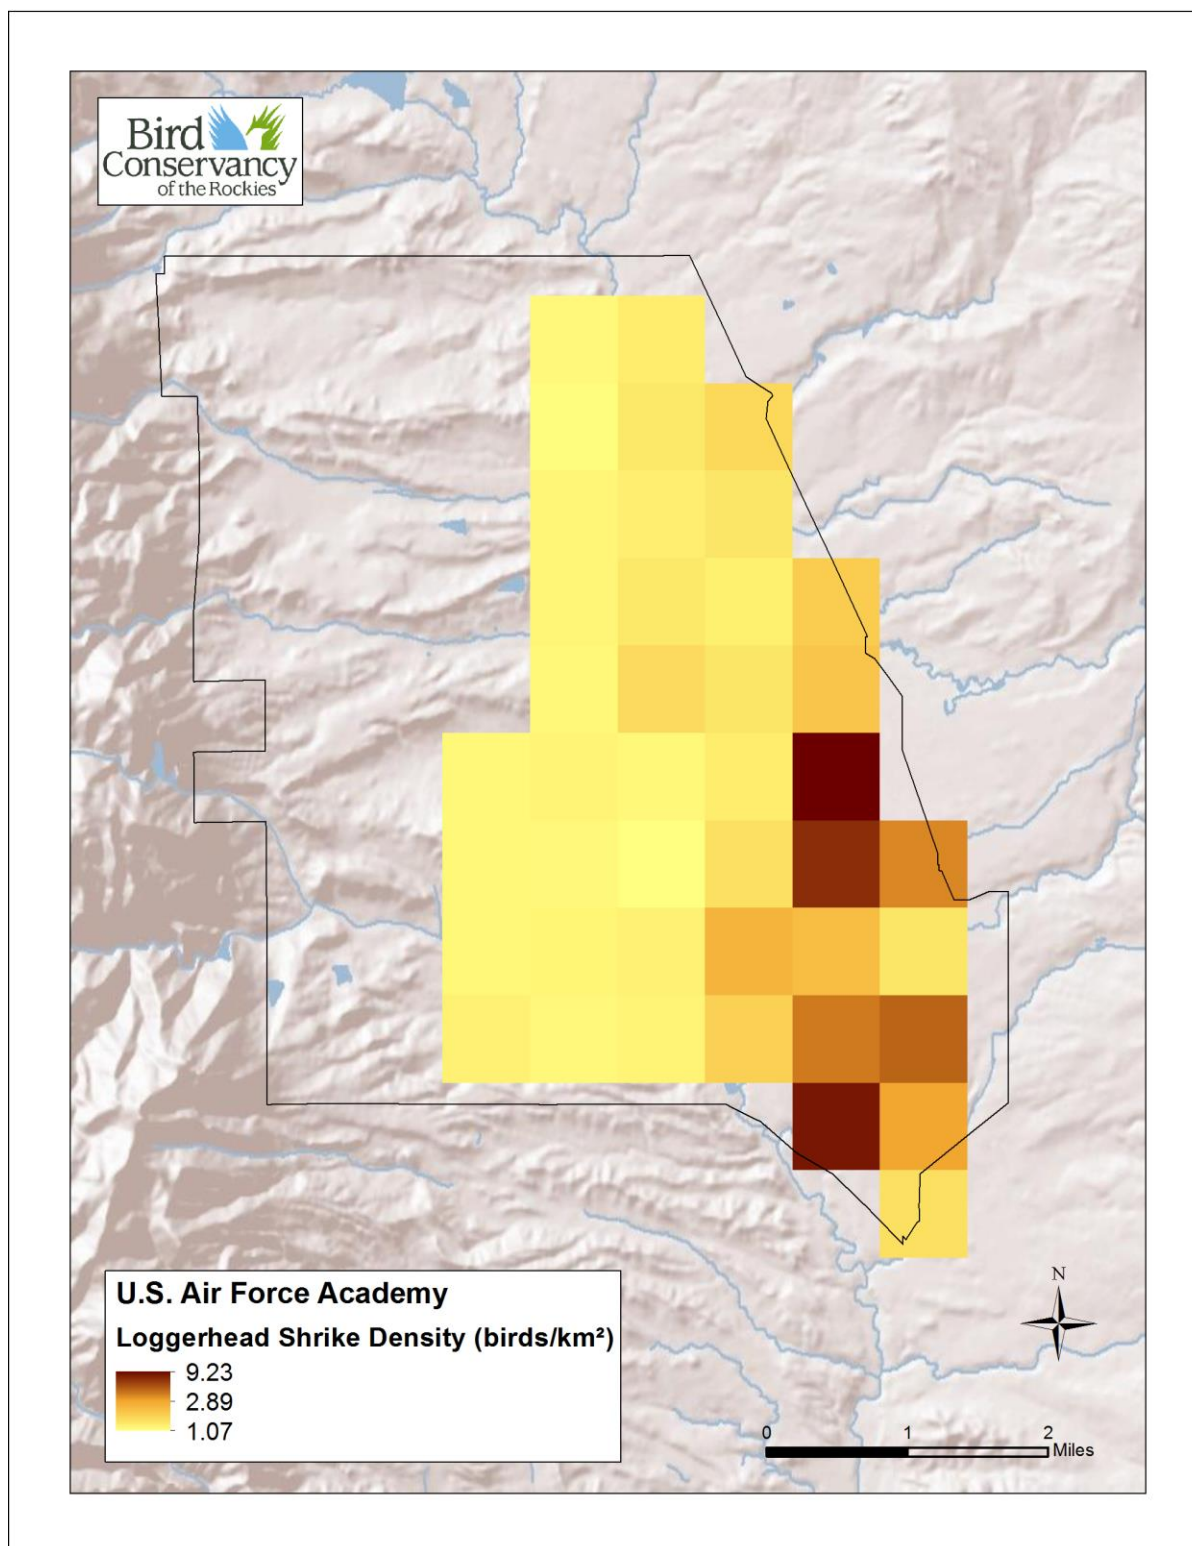 Bird
Conservancy
of the Rockies
U.S. Air Force Academy
Loggerhead Shrike Density (birds/km²)
9.23
2.89
1.07
N
0 1 2
Miles